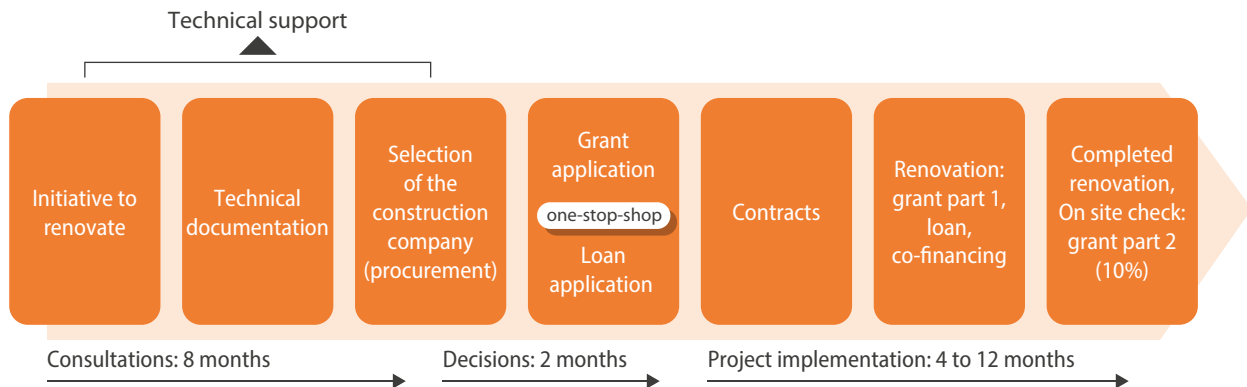 Technical support
Initiative to
renovate
Technical
documentation
Selection
of the
construction
company
(procurement)
Grant
application
one-stop-shop
Loan
application
Contracts
Renovation:
grant part 1,
loan,
co-financing
Completed
renovation,
On site check:
grant part 2
(10%)
Consultations: 8 months
Decisions: 2 months
Project implementation: 4 to 12 months